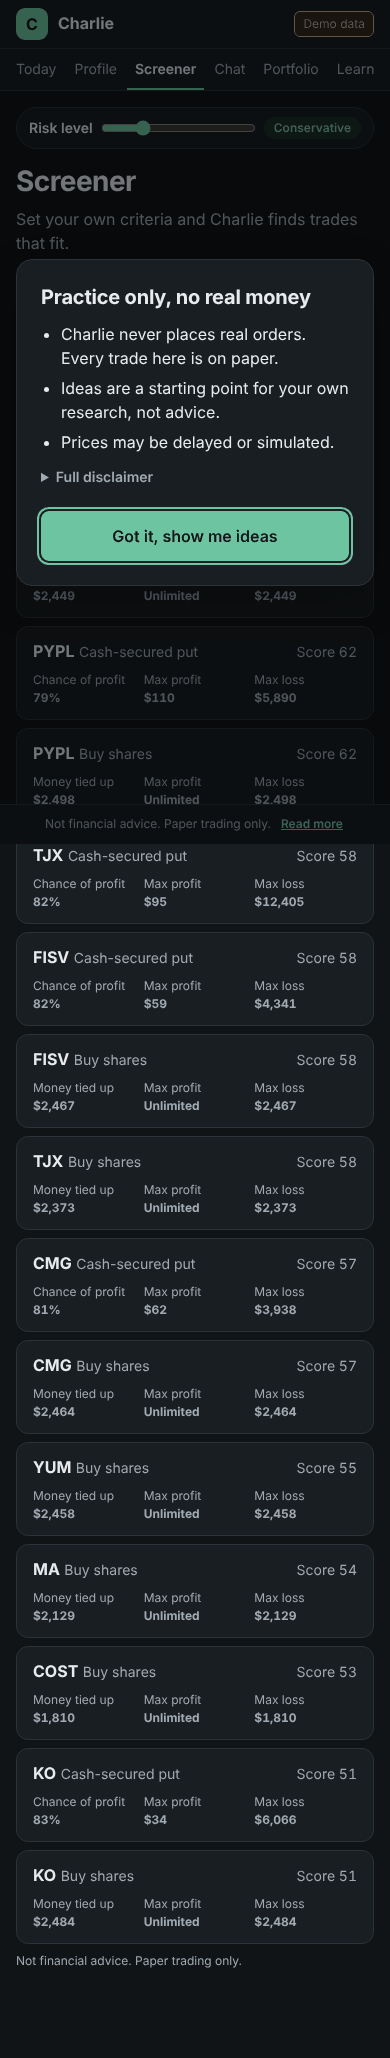 C Charlie Demo data
Today Profile Screener Chat Portfolio Learn
Risk level Conservative
Screener
Set your own criteria and Charlie finds trades
that fit.
Practice only, no real money
• Charlie never places real orders.
Every trade here is on paper.
• Ideas are a starting point for your own
research, not advice.
• Prices may be delayed or simulated.
Full disclaimer
Got it, show me ideas
$2,449 Unlimited $2,449
PYPL Cash-secured put Score 62
Chance of profit Max profit Max loss
79% $110 $5,890
PYPL Buy shares Score 62
Money tied up Max profit Max loss
$2,498 Unlimited $2,498
Not financial advice. Paper trading only. Read more
TJX Cash-secured put Score 58
Chance of profit Max profit Max loss
82% $95 $12,405
FISV Cash-secured put Score 58
Chance of profit Max profit Max loss
82% $59 $4,341
FISV Buy shares Score 58
Money tied up Max profit Max loss
$2,467 Unlimited $2,467
TJX Buy shares Score 58
Money tied up Max profit Max loss
$2,373 Unlimited $2,373
CMG Cash-secured put Score 57
Chance of profit Max profit Max loss
81% $62 $3,938
CMG Buy shares Score 57
Money tied up Max profit Max loss
$2,464 Unlimited $2,464
YUM Buy shares Score 55
Money tied up Max profit Max loss
$2,458 Unlimited $2,458
MA Buy shares Score 54
Money tied up Max profit Max loss
$2,129 Unlimited $2,129
COST Buy shares Score 53
Money tied up Max profit Max loss
$1,810 Unlimited $1,810
KO Cash-secured put Score 51
Chance of profit Max profit Max loss
83% $34 $6,066
KO Buy shares Score 51
Money tied up Max profit Max loss
$2,484 Unlimited $2,484
Not financial advice. Paper trading only.